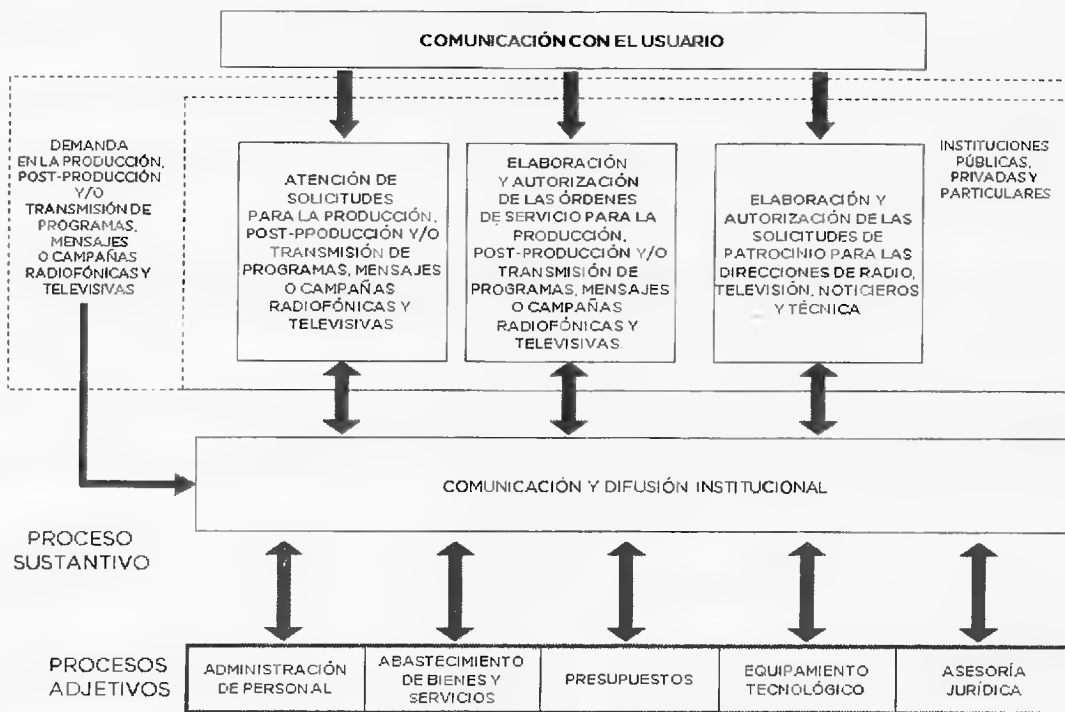 COMUNICACIÓN CON EL USUARIO
DEMANDA
EN LA PRODUCCIÓN,
POST-PRODUCCIÓN
Y/O
TRANSMISIÓN DE
PROGRAMAS,
MENSAJES
O CAMPAÑAS
RADIOFÓNICAS Y
TELEVISIVAS
ATENCIÓN DE
SOLICITUDES
PARA LA PRODUCCIÓN,
POST-PPODUCCIÓN Y/O
TRANSMISIÓN DE
PROGRAMAS, MENSAJES
O CAMPAÑAS
RADIOFÓNICAS Y
TELEVISIVAS
ELABORACIÓN
Y AUTORIZACIÓN
DE LAS ÓRDENES
DE SERVICIO PARA LA
PRODUCCIÓN,
POST-PRODUCCIÓN Y/O
TRANSMISIÓN DE
PROGRAMAS, MENSAJES
O CAMPAÑAS
RADIOFÓNICAS Y
TELEVISIVAS
ELABORACIÓN Y
AUTORIZACIÓN DE LAS
SOLICITUDES DE
PATROCINIO PARA LAS
DIRECCIONES DE RADIO,
TELEVISIÓN, NOTICIEROS
Y TÉCNICA
INSTITUCIONES
PÚBLICAS,
PRIVADAS Y
PARTICULARES
COMUNICACIÓN Y DIFUSIÓN INSTITUCIONAL
PROCESO
SUSTANTIVO
PROCESOS
ADJETIVOS
ADMINISTRACIÓN
DE PERSONAL
ABASTECIMIENTO
DE BIENES Y
SERVICIOS
PRESUPUESTOS
EQUIPAMIENTO
TECNOLÓGICO
ASESORÍA
JURÍDICA